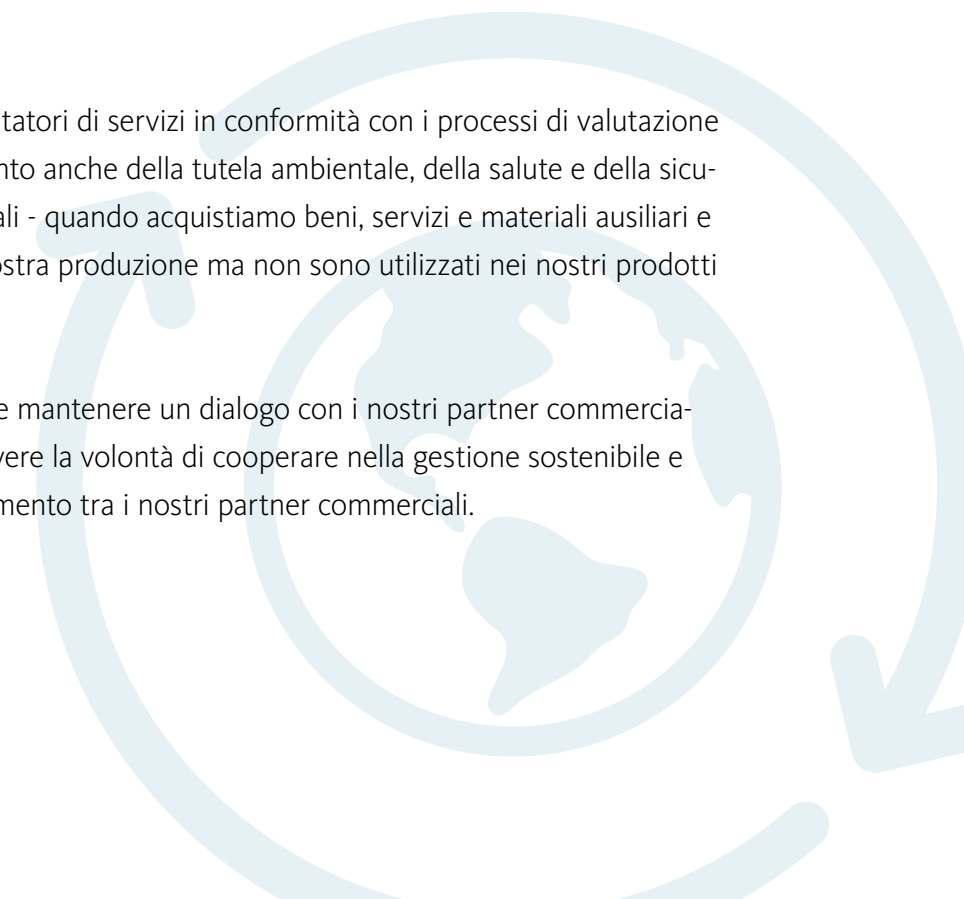 tatori di servizi in conformità con i processi di valutazione
nto anche della tutela ambientale, della salute e della sicu-
ali - quando acquistiamo beni, servizi e materiali ausiliari e
ostra produzione ma non sono utilizzati nei nostri prodotti
e mantenere un dialogo con i nostri partner commercia-
vere la volontà di cooperare nella gestione sostenibile e
mento tra i nostri partner commerciali.